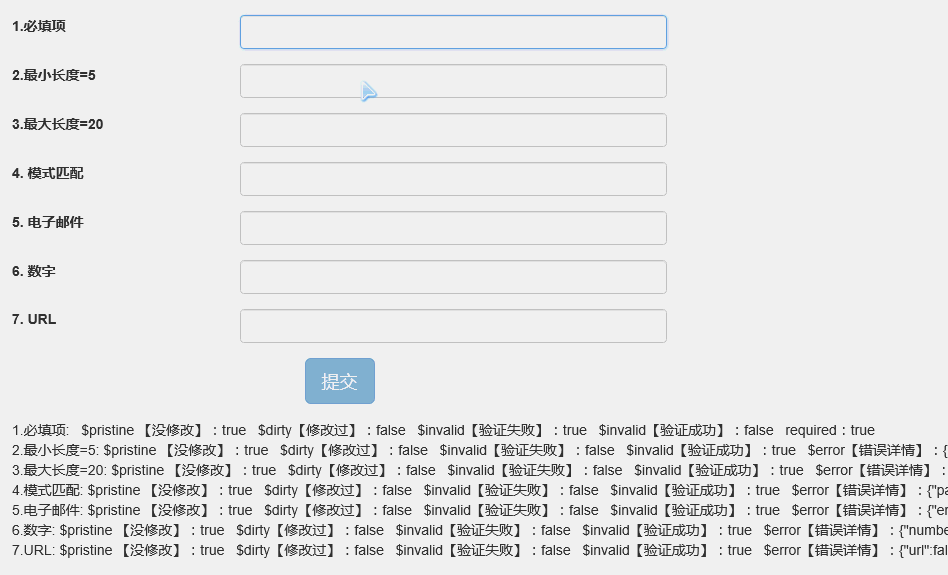 1.必填项
2.最小长度=5
3.最大长度=20
4. 模式匹配
5. 电子邮件
6. 数字
7. URL
提交
1.必填项: $pristine 【没修改】:true $dirty【修改过】:false $invalid【验证失败】:true $invalid【验证成功】:false required:true
2.最小长度=5: $pristine 【没修改】:true $dirty【修改过】:false $invalid【验证失败】:false $invalid【验证成功】:true $error【错误详情】:{
3.最大长度=20: $pristine 【没修改】:true $dirty【修改过】:false $invalid【验证失败】:false $invalid【验证成功】:true $error【错误详情】:
4.模式匹配: $pristine 【没修改】:true $dirty【修改过】:false $invalid【验证失败】:false $invalid【验证成功】:true $error【错误详情】:{"pa
5.电子邮件: $pristine 【没修改】:true $dirty【修改过】:false $invalid【验证失败】:false $invalid【验证成功】:true $error【错误详情】:{"er
6.数字: $pristine 【没修改】:true $dirty【修改过】:false $invalid【验证失败】:false $invalid【验证成功】:true $error【错误详情】:{"numbe
7.URL: $pristine 【没修改】:true $dirty【修改过】:false $invalid【验证失败】:false $invalid【验证成功】:true $error【错误详情】:{"url":fal